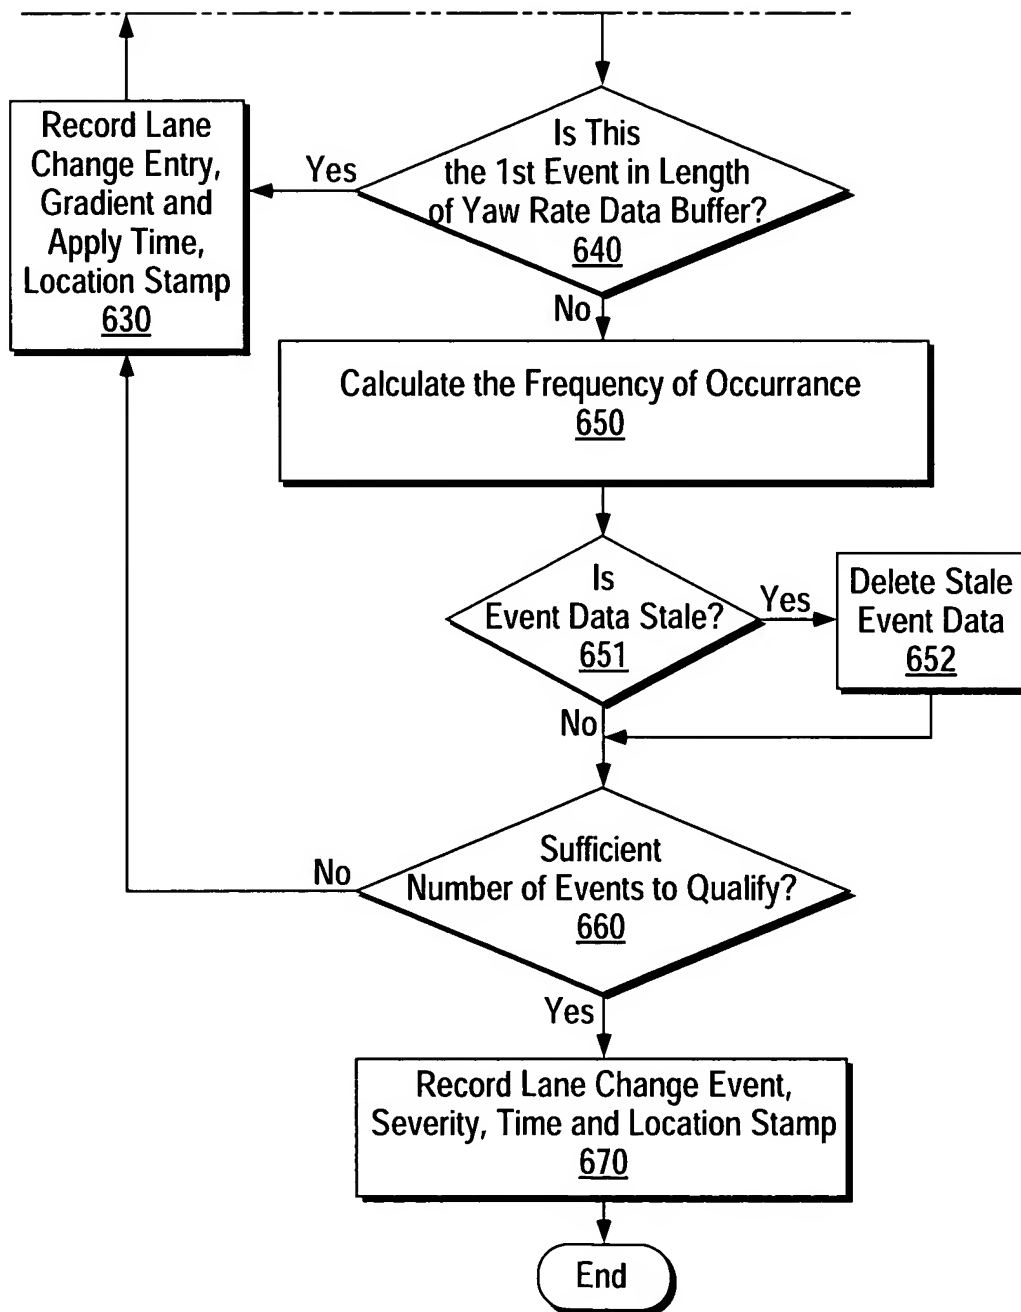 Record Lane
Change Entry,
Gradient and
Apply Time,
Location Stamp
630
Yes
Is This
the 1st Event in Length
of Yaw Rate Data Buffer?
640
No
Calculate the Frequency of Occurrance
650
Is
Event Data Stale?
651
Yes
Delete Stale
Event Data
652
No
Sufficient
Number of Events to Qualify?
660
No
Yes
Record Lane Change Event,
Severity, Time and Location Stamp
670
End